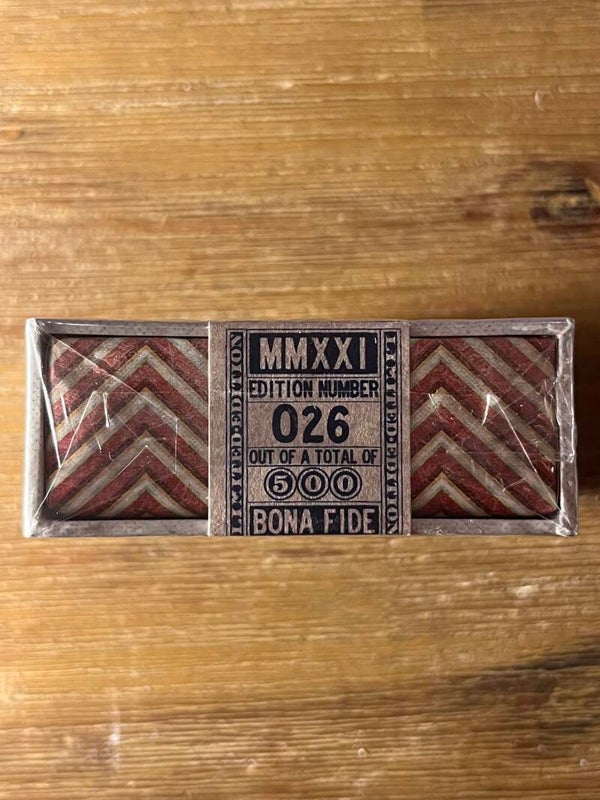 MMXXI
EDITION NUMBER
026
OUT OF A TOTAL OF
500
BONA FIDE
LIMITED-EDITION
LIMITED-EDITION